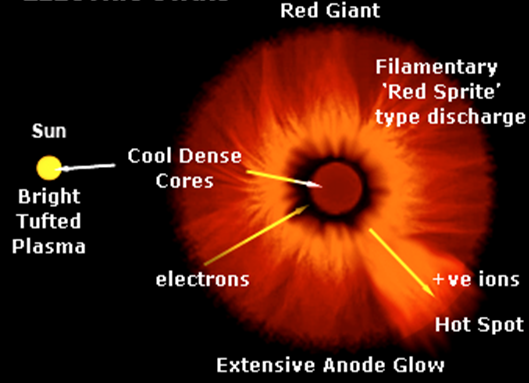 Red Giant
Filamentary
'Red Sprite'
type discharge
Sun
Cool Dense
Cores
Bright
Tufted
Plasma
electrons
+ve ions
Hot Spot
Extensive Anode Glow